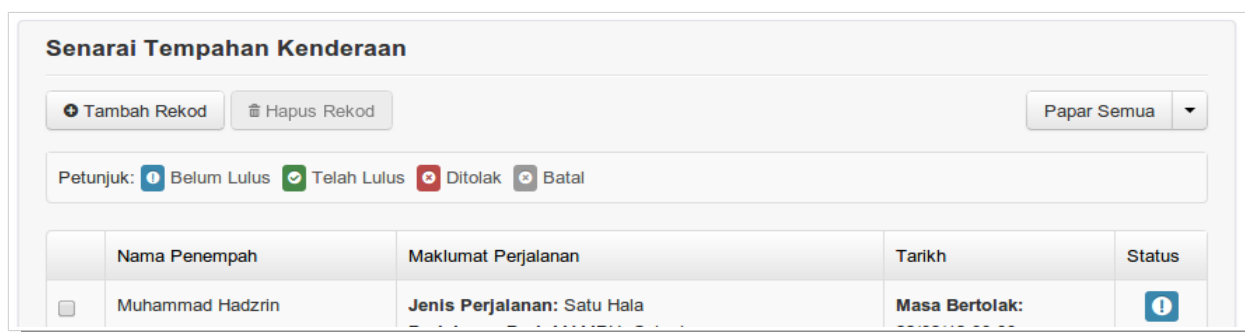 Senarai Tempahan Kenderaan
Tambah Rekod Hapus Rekod Papar Semua
Petunjuk: Belum Lulus Telah Lulus Ditolak Batal
Nama Penempah Maklumat Perjalanan Tarikh Status
Muhammad Hadzrin Jenis Perjalanan: Satu Hala Masa Bertolak: